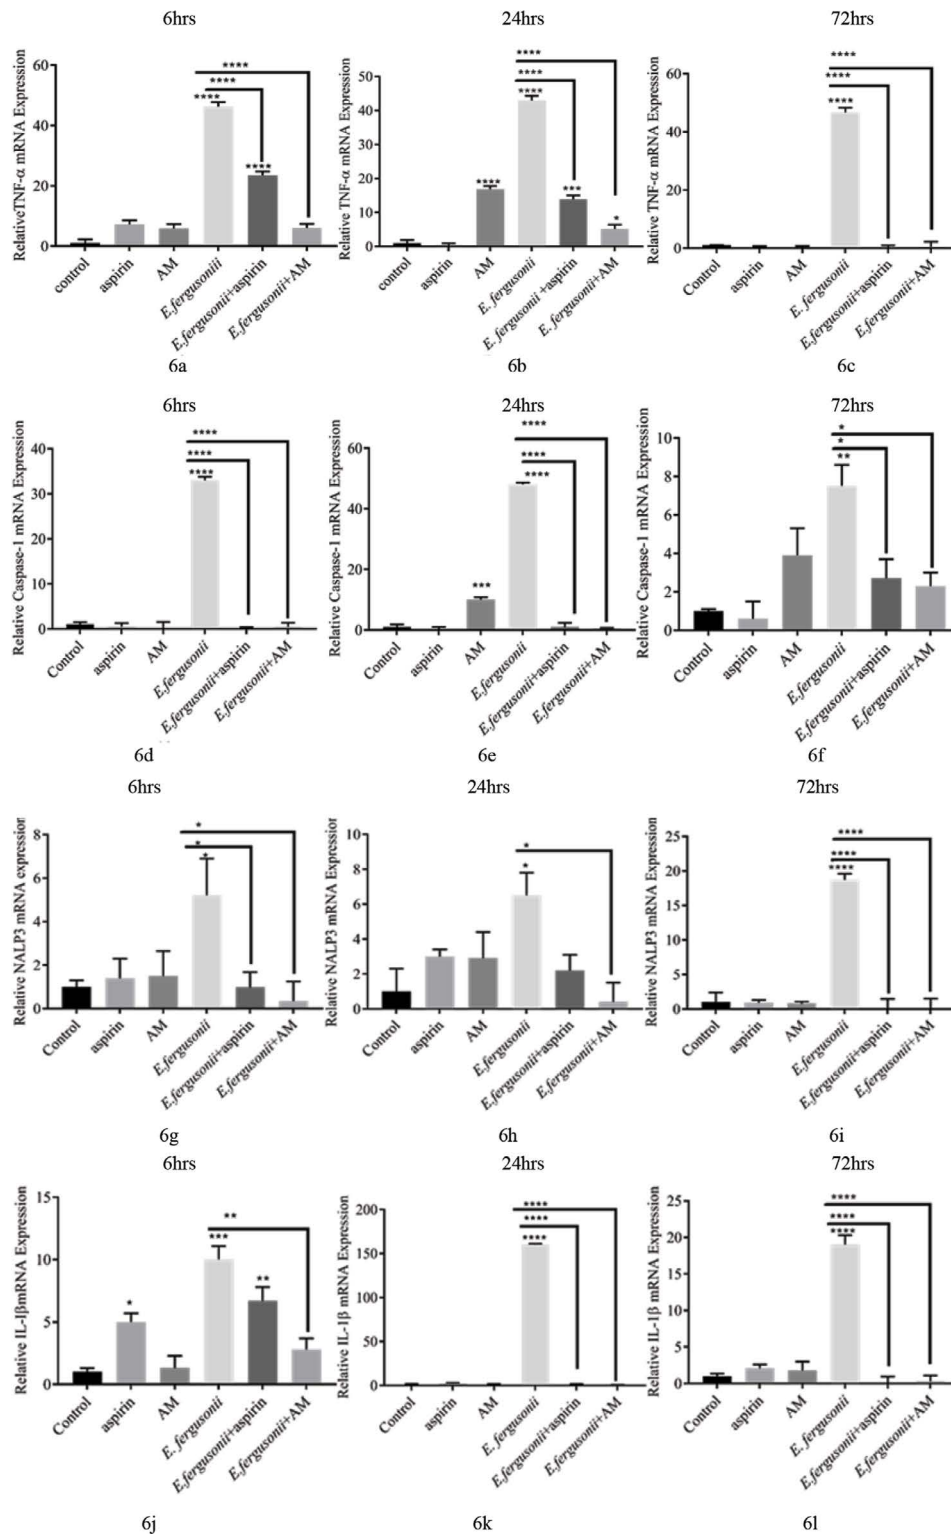 6hrs
24hrs
72hrs
RelativeTNF-α mRNA Expression
60
40
20
0
****
****
****
****
control
aspirin
AM
E.fergusoniii
E.fergusonii+aspirin
E.fergusonii+AM
6a
Relative TNF-α mRNA Expression
50
40
30
20
10
0
****
****
****
****
***
*
Control
aspirin
AM
E. fergusonii
E. fergusonii +aspirin
E. fergusonii+AM
6b
Relative TNF-α mRNA Expression
60
40
20
0
****
****
****
Control
aspirin
AM
E. fergusonii
E.fergusonii+aspirin
E.fergusonii+AM
6c
6hrs
24hrs
72hrs
Relative Caspase-1 mRNA Expression
40
30
20
10
0
****
****
****
Control
aspirin
AM
E.fergusonii
E.fergusonii+aspirin
E.fergusonii+AM
6d
Relative Caspase-1 mRNA Expression
60
40
20
0
****
****
****
***
Control
aspirin
AM
E.fergusonii
E.fergusonii+aspirin
E.fergusonii+AM
6e
Relative Caspase-1 mRNA Expression
10
8
6
4
2
0
*
*
**
Control
aspirin
AM
E.fergusonii
E.fergusonii+aspirin
E.fergusonii+AM
6f
6hrs
24hrs
72hrs
Relative NALP3 mRNA expression
8
6
4
2
0
*
*
*
Control
aspirin
AM
E.fergusonii
E.fergusonii+aspirin
E.fergusonii+AM
6g
Relative NALP3 mRNA Expression
10
8
6
4
2
0
*
*
Control
aspirin
AM
E.fergusonii
E.fergusonii+aspirin
E.fergusonii+AM
6h
Relative NALP3 mRNA Expression
25
20
15
10
5
0
****
****
****
Control
aspirin
AM
E.fergusonii
E.fergusonii+aspirin
E.fergusonii+AM
6i
6hrs
24hrs
72hrs
Relative IL-1βmRNA Expression
15
10
5
0
**
***
*
**
Control
aspirin
AM
E. fergusonii
E.fergusonii+aspirin
E.fergusonii+AM
6j
Relative IL-1β mRNA Expression
200
150
100
50
0
****
****
****
Control
aspirin
AM
E. fergusonii
E.fergusonii+aspirin
E.fergusonii+AM
6k
Relative IL-1β mRNA Expression
25
20
15
10
5
0
****
****
****
Control
aspirin
AM
E. fergusonii
E.fergusonii+aspirin
E.fergusonii+AM
6l